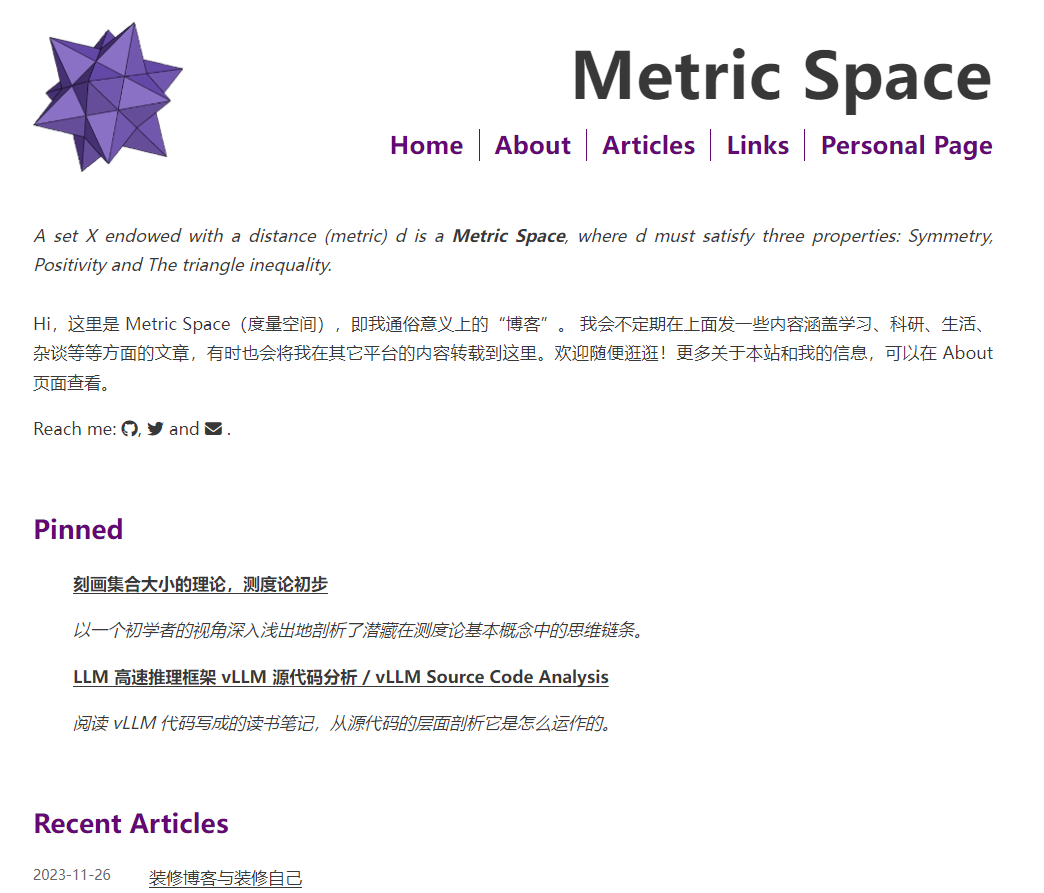 Metric Space
Home
About
Articles
Links
Personal Page
A set X endowed with a distance (metric) d is a Metric Space, where d must satisfy three properties: Symmetry,
Positivity and The triangle inequality.
Hi，这里是 Metric Space（度量空间），即我通俗意义上的“博客”。 我会不定期在上面发一些内容涵盖学习、科研、生活、
杂谈等等方面的文章，有时也会将我在其它平台的内容转载到这里。欢迎随便逛逛！更多关于本站和我的信息，可以在 About
页面查看。
Reach me: , and .
Pinned
刻画集合大小的理论，测度论初步
以一个初学者的视角深入浅出地剖析了潜藏在测度论基本概念中的思维链条。
LLM 高速推理框架 vLLM 源代码分析 / vLLM Source Code Analysis
阅读 vLLM 代码写成的读书笔记，从源代码的层面剖析它是怎么运作的。
Recent Articles
2023-11-26 装修博客与装修自己